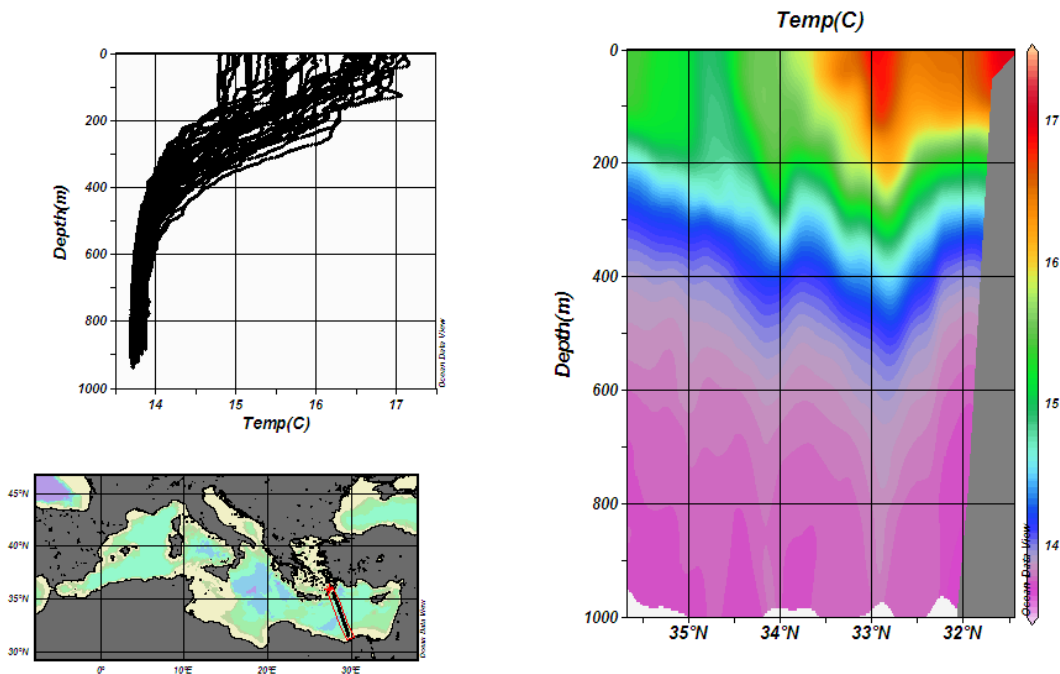 0
200
400
600
800
1000
Depth(m)
14 15 16 17
Temp(C)
Ocean Data View
45°N
40°N
35°N
30°N
0° 10°E 20°E 30°E
Ocean Data View
Temp(C)
0
200
400
600
800
1000
Depth(m)
35°N 34°N 33°N 32°N
17
16
15
14
Ocean Data View